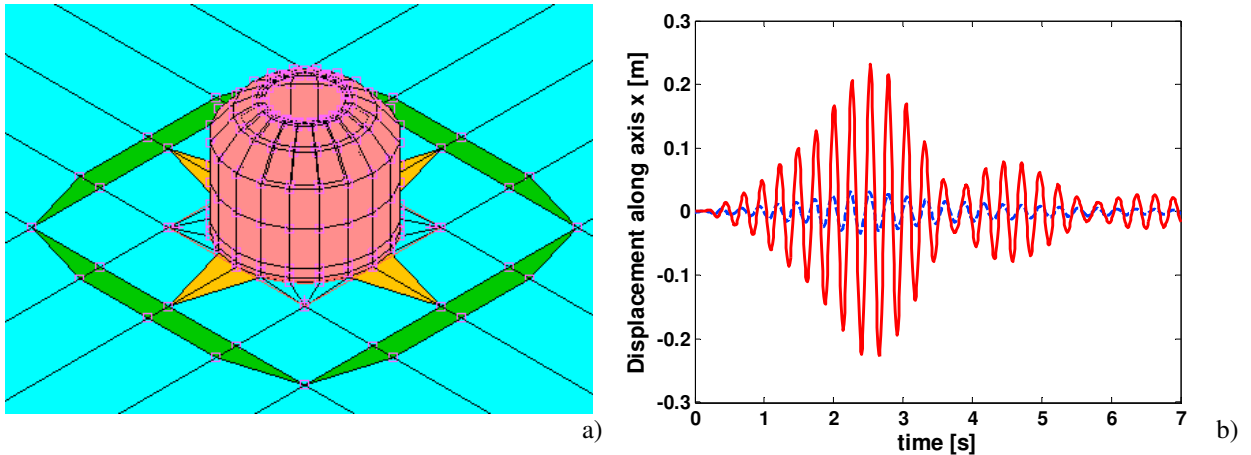 a)
Displacement along axis x [m]
0.3
0.2
0.1
0
-0.1
-0.2
-0.3
0 1 2 3 4 5 6 7
time [s]
b)